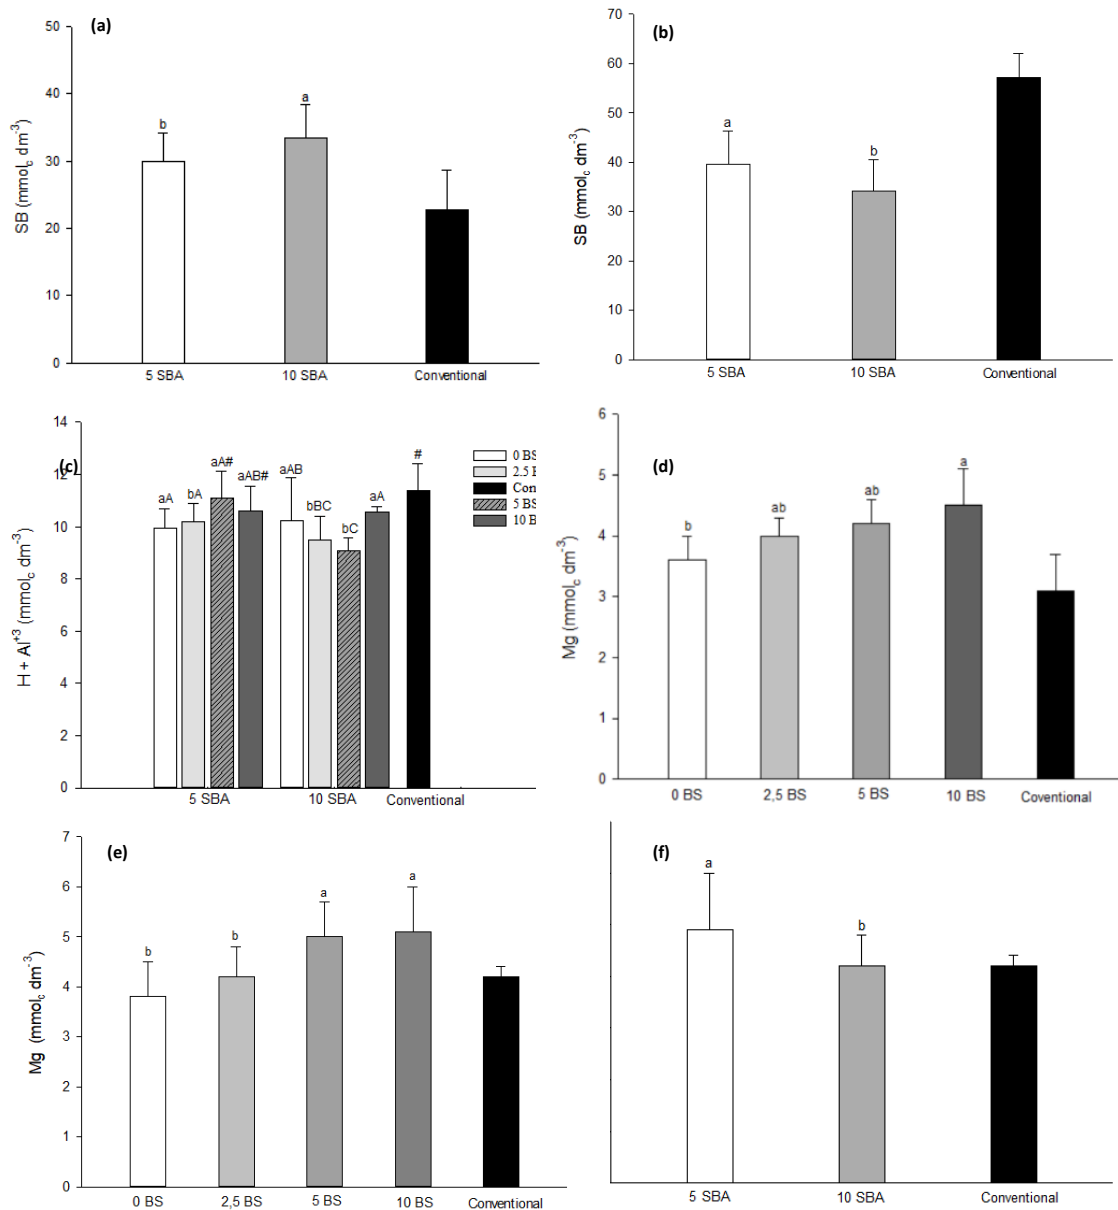 (a)
SB (mmolc dm-3)
50
40
30
20
10
0
b
a
5 SBA
10 SBA
Conventional
(b)
SB (mmolc dm-3)
70
60
50
40
30
20
10
0
a
b
5 SBA
10 SBA
Conventional
(c)
H + Al+3 (mmolc dm-3)
14
12
10
8
6
4
2
0
aA
bA
aA#
aAB#
aAB
bBC
bC
aA
#
0 BS
2.5 B
Con
5 BS
10 B
5 SBA
10 SBA
Conventional
(d)
Mg (mmolc dm-3)
6
5
4
3
2
1
0
b
ab
ab
a
0 BS
2,5 BS
5 BS
10 BS
Coventional
(e)
Mg (mmolc dm-3)
7
6
5
4
3
2
1
0
b
b
a
a
0 BS
2,5 BS
5 BS
10 BS
Conventional
(f)
a
b
5 SBA
10 SBA
Conventional